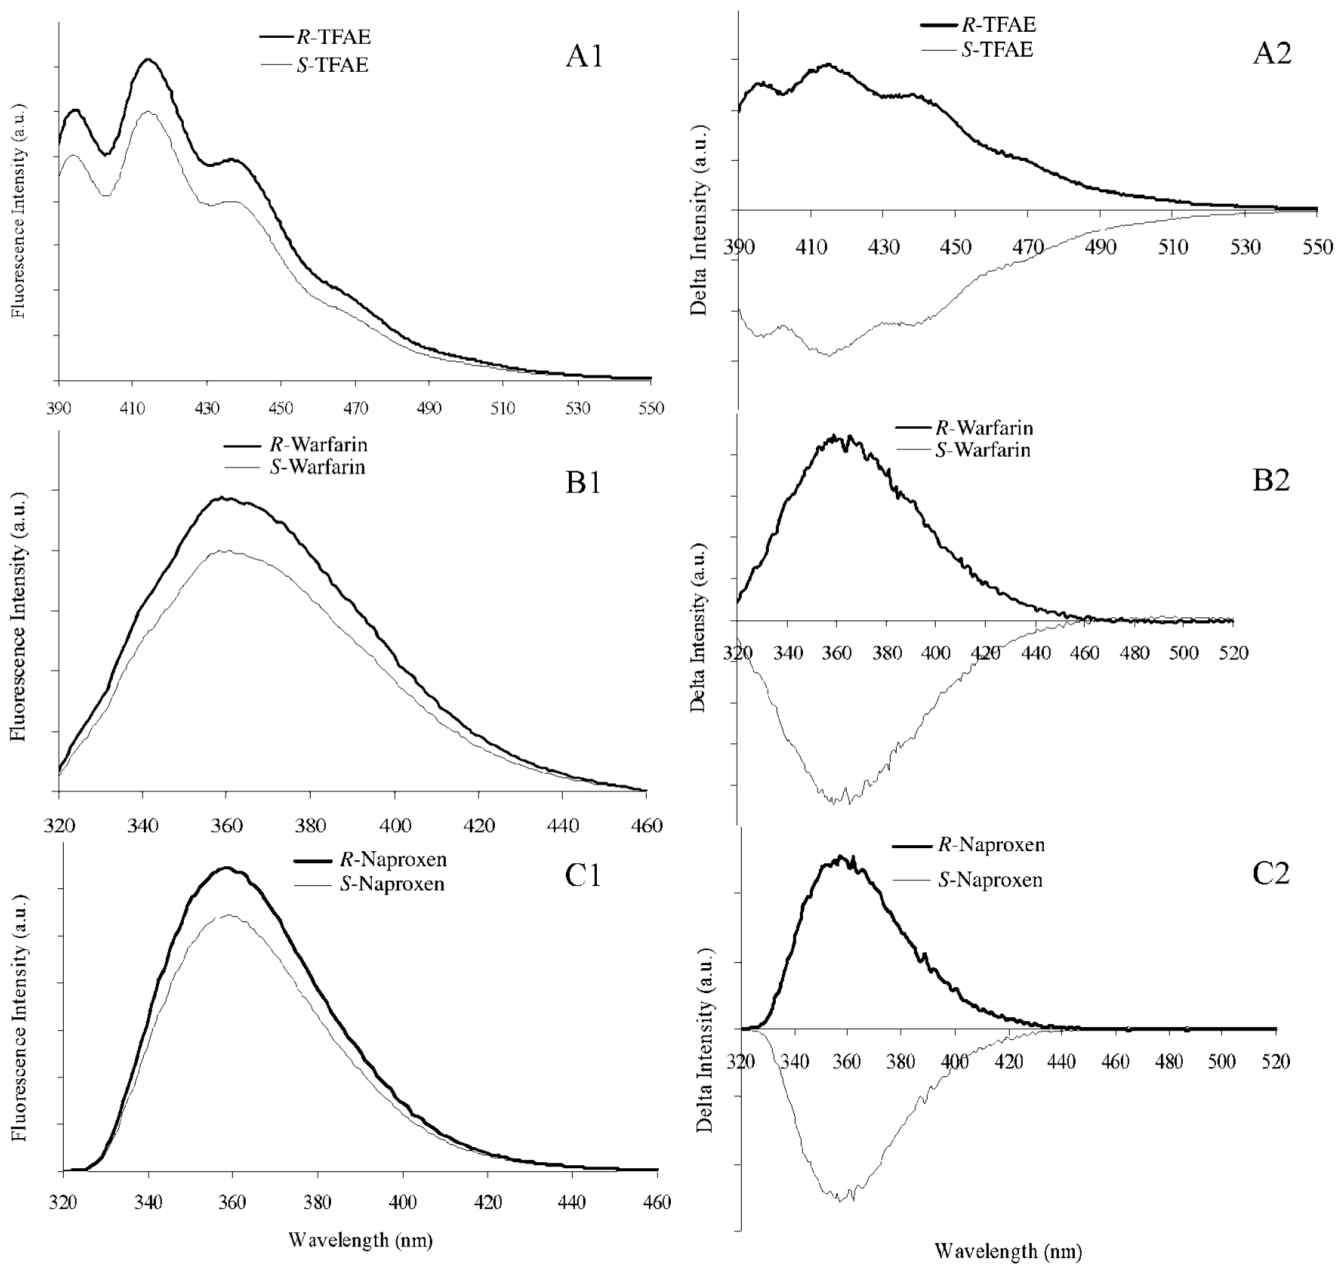 R-TFAE
S-TFAE
A1
Fluorescence Intensity (a.u.)
390 410 430 450 470 490 510 530 550
R-TFAE
S-TFAE
A2
Delta Intensity (a.u.)
390 410 430 450 470 490 510 530 550
R-Warfarin
S-Warfarin
B1
Fluorescence Intensity (a.u.)
320 340 360 380 400 420 440 460
R-Warfarin
S-Warfarin
B2
Delta Intensity (a.u.)
320 340 360 380 400 420 440 460 480 500 520
R-Naproxen
S-Naproxen
C1
Fluorescence Intensity (a.u.)
320 340 360 380 400 420 440 460
Wavelength (nm)
R-Naproxen
S-Naproxen
C2
Delta Intensity (a.u.)
320 340 360 380 400 420 440 460 480 500 520
Wavelength (nm)